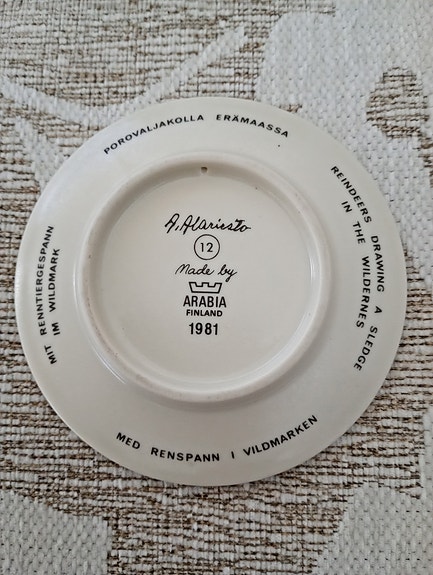 POROVALJAKOLLA ERÄMAASSA
REINDEERS DRAWING A SLEDGE
IN THE WILDERNES
A. Alariesto
12
Made by
ARABIA
FINLAND
1981
MIT RENNTIERGESPANN
IM WILDMARK
MED RENSPANN I VILDMARKEN